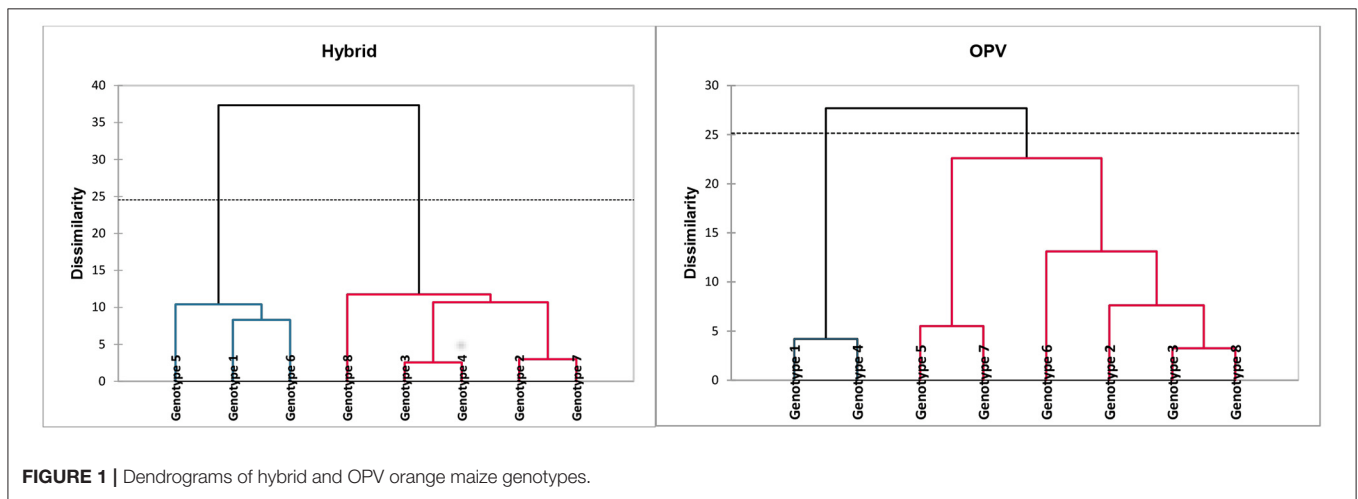 Hybrid
40
35
30
25
20
15
10
5
0
Dissimilarity
Genotype 5
Genotype 1
Genotype 6
Genotype 8
Genotype 3
Genotype 4
Genotype 2
Genotype 7
OPV
30
25
20
15
10
5
0
Dissimilarity
Genotype 1
Genotype 4
Genotype 5
Genotype 7
Genotype 6
Genotype 2
Genotype 3
Genotype 8
FIGURE 1 | Dendrograms of hybrid and OPV orange maize genotypes.